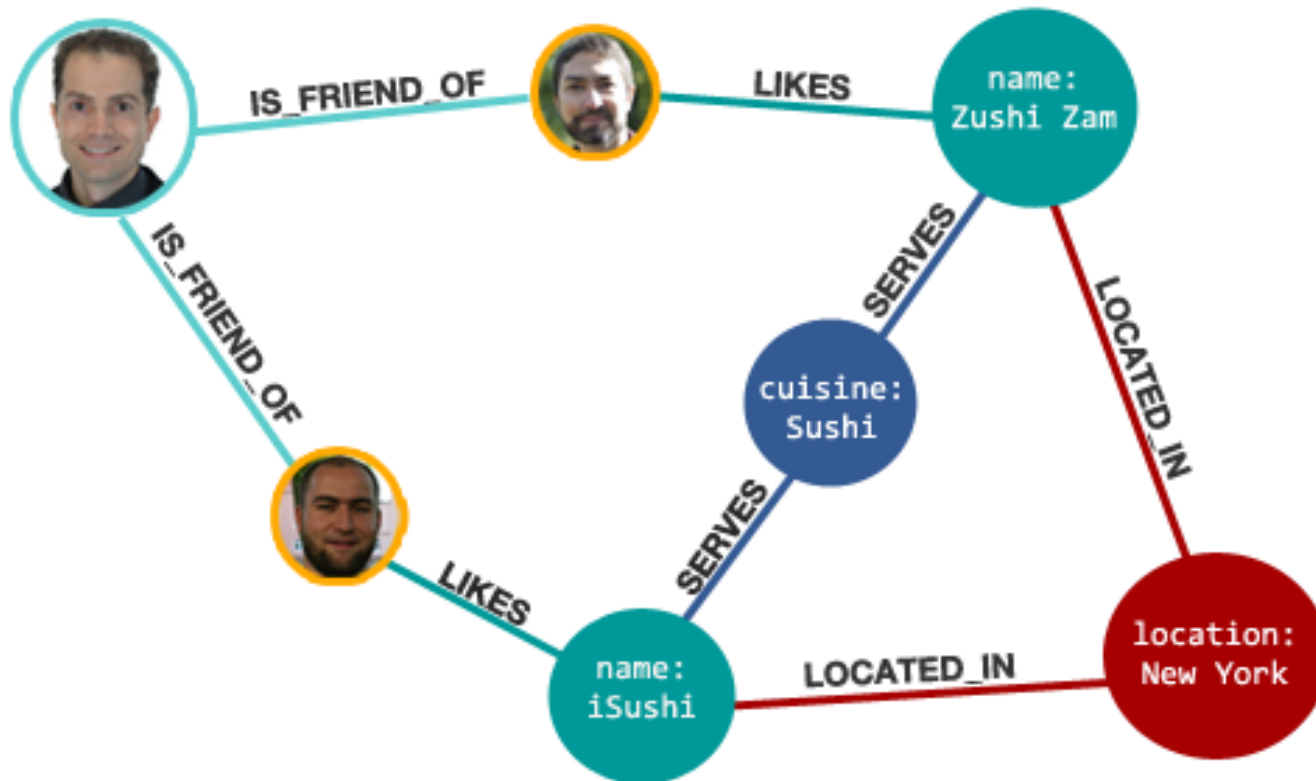 IS_FRIEND_OF
LIKES
name:
Zushi Zam
IS_FRIEND_OF
SERVES
LOCATED_IN
cuisine:
Sushi
SERVES
LIKES
name:
iSushi
LOCATED_IN
location:
New York